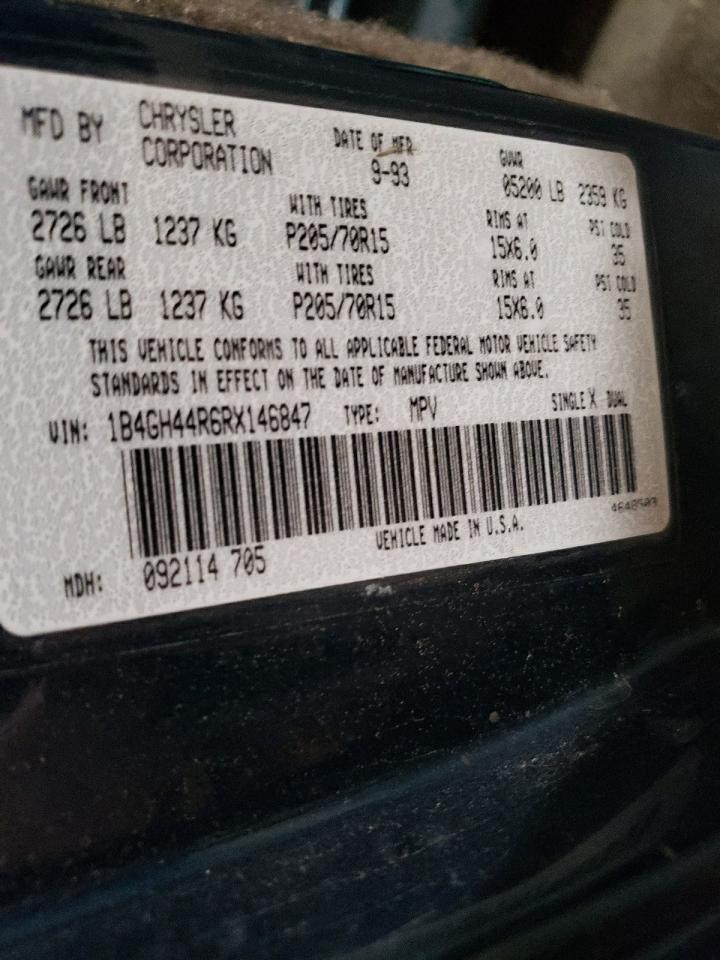 MFD BY CHRYSLER CORPORATION DATE OF MFR 9-93 GVWR 05200 LB 2359 KG
GAWR FRONT WITH TIRES RIMS AT PSI COLD
2726 LB 1237 KG P205/70R15 15X6.0 35
GAWR REAR WITH TIRES RIMS AT PSI COLD
2726 LB 1237 KG P205/70R15 15X6.0 35
THIS VEHICLE CONFORMS TO ALL APPLICABLE FEDERAL MOTOR VEHICLE SAFETY
STANDARDS IN EFFECT ON THE DATE OF MANUFACTURE SHOWN ABOVE.
VIN: 1B4GH44R6RX146847 TYPE: MPV SINGLE X DUAL
4648503
VEHICLE MADE IN U.S.A.
MDH: 092114 705